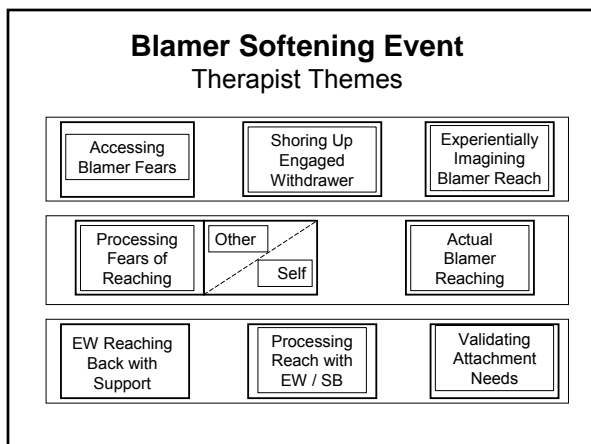 Blamer Softening Event
Therapist Themes
Accessing
Blamer Fears
Shoring Up
Engaged
Withdrawer
Experientially
Imagining
Blamer Reach
Processing
Fears of
Reaching
Other
Self
Actual
Blamer
Reaching
EW Reaching
Back with
Support
Processing
Reach with
EW / SB
Validating
Attachment
Needs